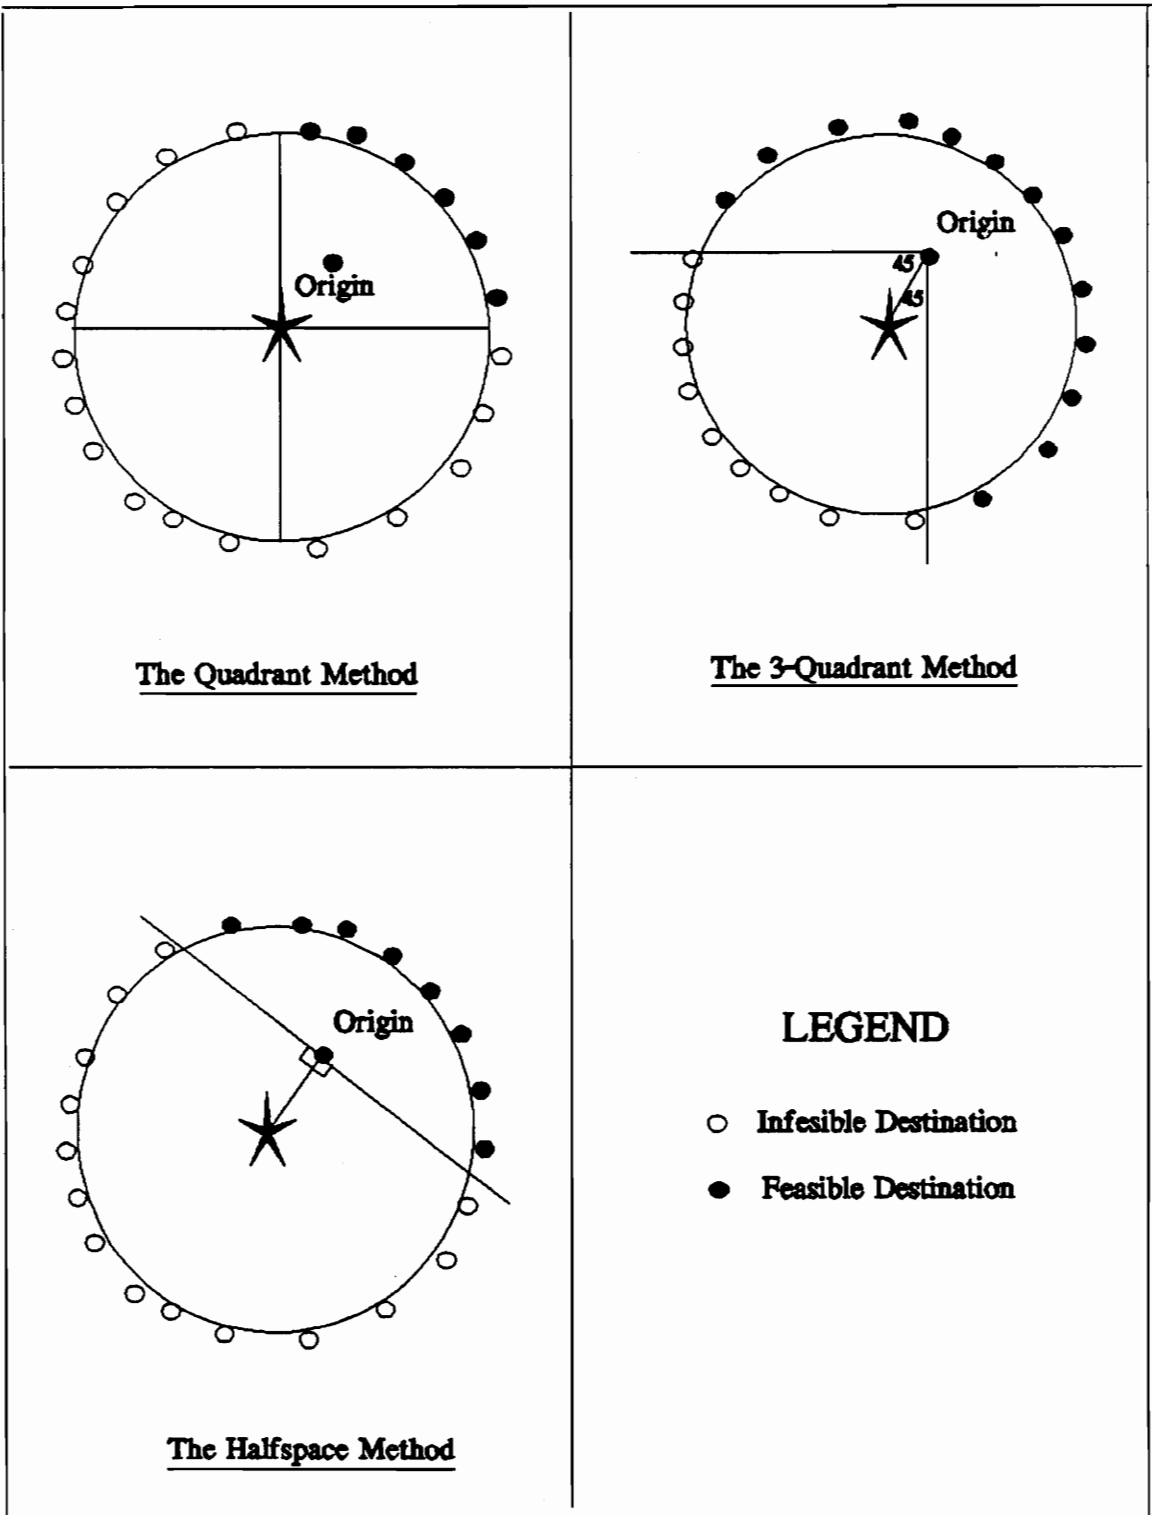 Origin
The Quadrant Method
Origin
45
45
The 3-Quadrant Method
Origin
The Halfspace Method
LEGEND
Infesible Destination
Feasible Destination